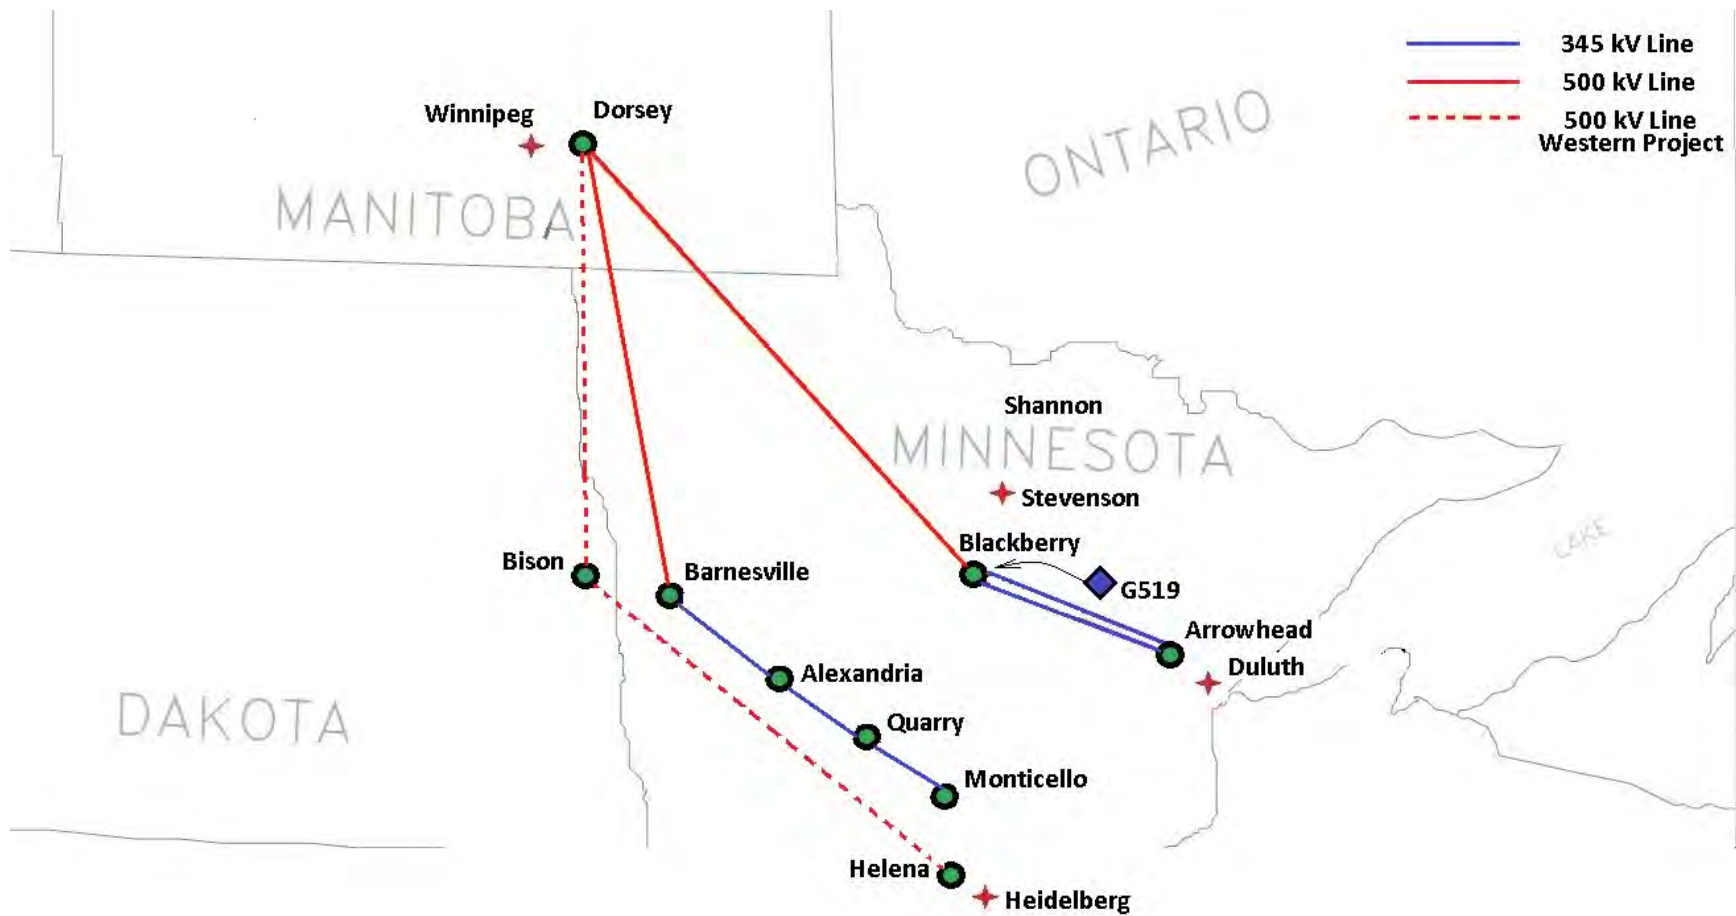 345 kV Line
500 kV Line
500 kV Line
Western Project
Winnipeg
Dorsey
ONTARIO
MANITOBA
Shannon
MINNESOTA
Stevenson
Blackberry
G519
Bison
Barnesville
LAKE
Arrowhead
Duluth
Alexandria
DAKOTA
Quarry
Monticello
Helena
Heidelberg